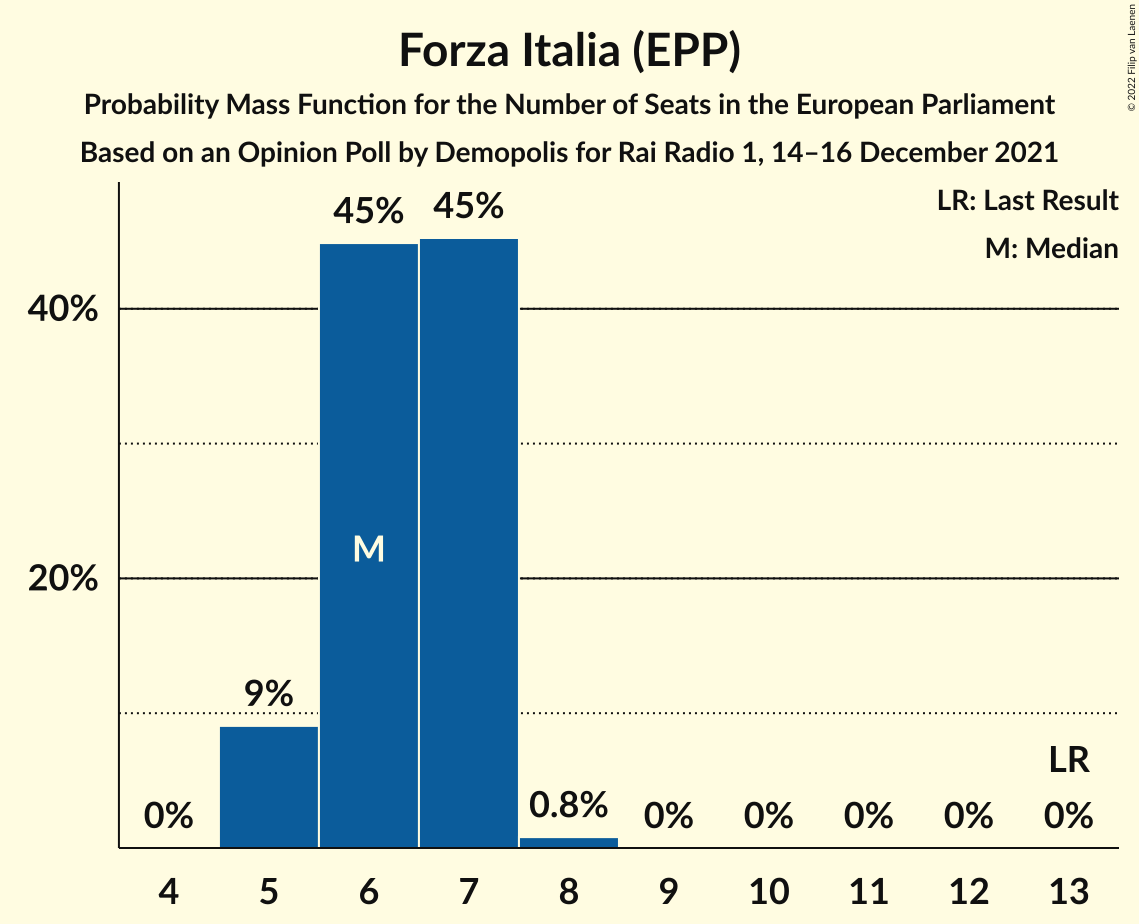 Forza Italia (EPP)
Probability Mass Function for the Number of Seats in the European Parliament
Based on an Opinion Poll by Demopolis for Rai Radio 1, 14–16 December 2021
© 2022 Filip van Laenen
LR: Last Result
M: Median
45%
45%
40%
M
20%
9%
LR
0%
0.8%
0%
0%
0%
0%
0%
4
5
6
7
8
9
10
11
12
13